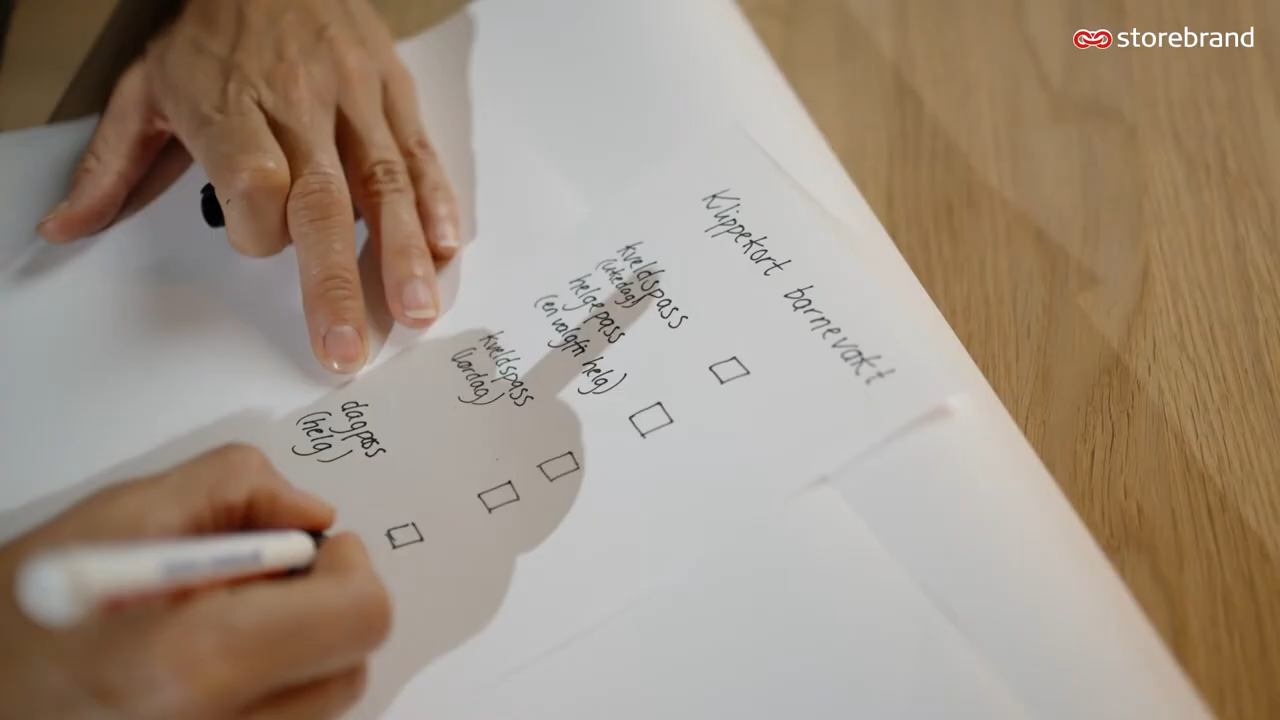 storebrand
Klippekort barnevakt
kveldspass
(ukedag)
helgepass
(en valgfri helg)
kveldspass
(lørdag)
dagpass
(helg)